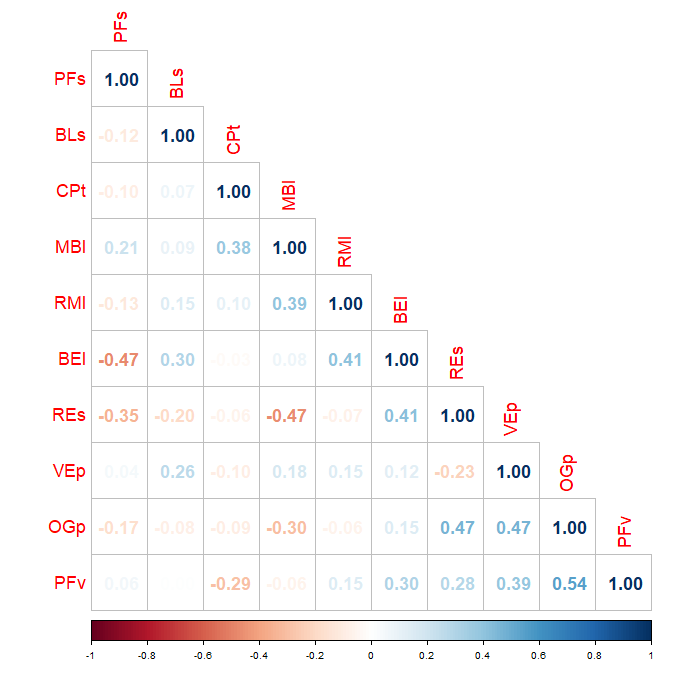 PFs
PFs 1.00 BLs
BLs -0.12 1.00 CPt
CPt -0.10 0.07 1.00 MBl
MBl 0.21 0.09 0.38 1.00 RMl
RMl -0.13 0.15 0.10 0.39 1.00 BEl
BEl -0.47 0.30 -0.03 0.08 0.41 1.00 REs
REs -0.35 -0.20 -0.06 -0.47 -0.07 0.41 1.00 VEp
VEp 0.04 0.26 -0.10 0.18 0.15 0.12 -0.23 1.00 OGp
OGp -0.17 -0.08 -0.09 -0.30 -0.06 0.15 0.47 0.47 1.00 PFv
PFv 0.06 -0.29 -0.06 0.15 0.30 0.28 0.39 0.54 1.00
-1 -0.8 -0.6 -0.4 -0.2 0 0.2 0.4 0.6 0.8 1